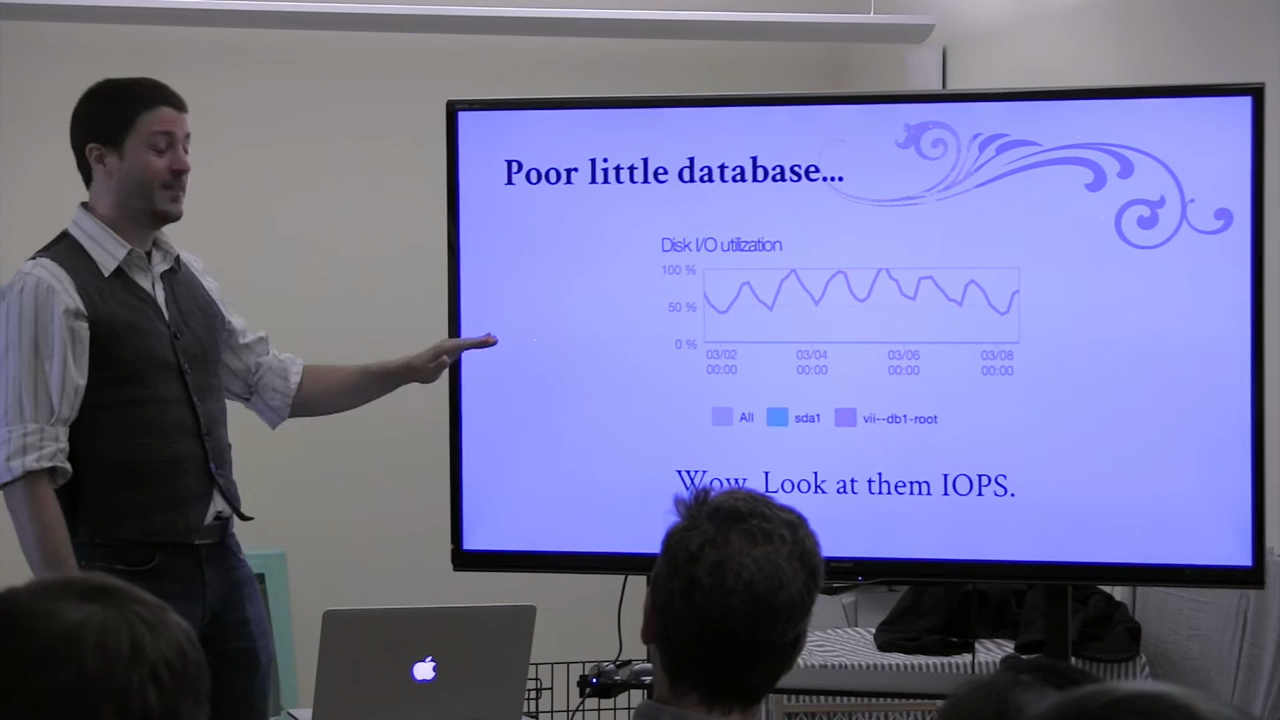 Poor little database...
Disk I/O utilization
100 %
50 %
0 %
03/02 03/04 03/06 03/08
00:00 00:00 00:00 00:00
All sda1 vii--db1-root
Wow. Look at them IOPS.